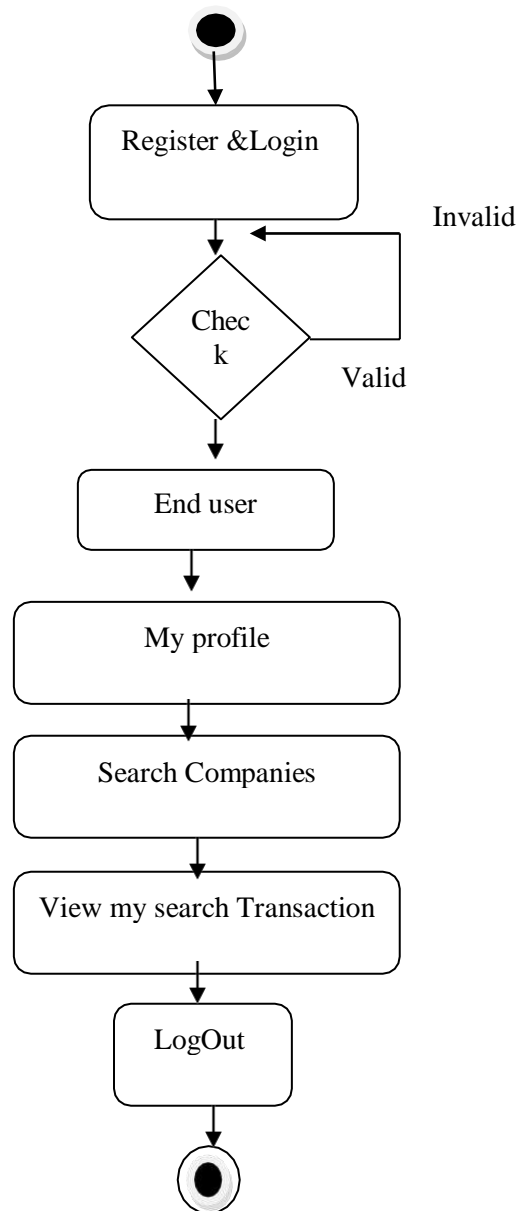 Register &Login
Invalid
Chec
k
Valid
End user
My profile
Search Companies
View my search Transaction
LogOut